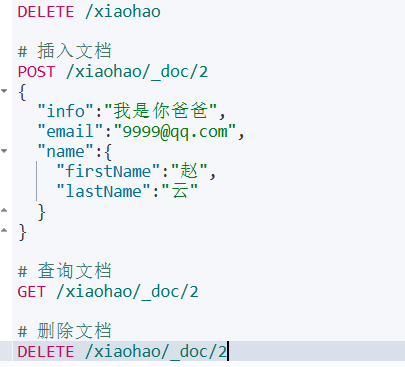 DELETE /xiaohao
# 插入文档
POST /xiaohao/_doc/2
{
"info":"我是你爸爸",
"email":"9999@qq.com",
"name":{
"firstName":"赵",
"lastName":"云"
}
}
# 查询文档
GET /xiaohao/_doc/2
# 删除文档
DELETE /xiaohao/_doc/2